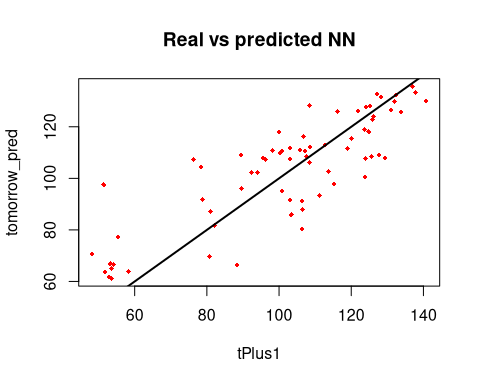 Real vs predicted NN
tomorrow_pred
120
100
80
60
60 80 100 120 140
tPlus1